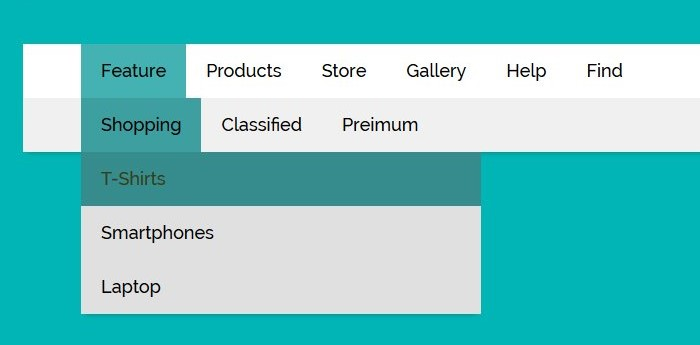 Feature Products Store Gallery Help Find
Shopping Classified Preimum
T-Shirts
Smartphones
Laptop